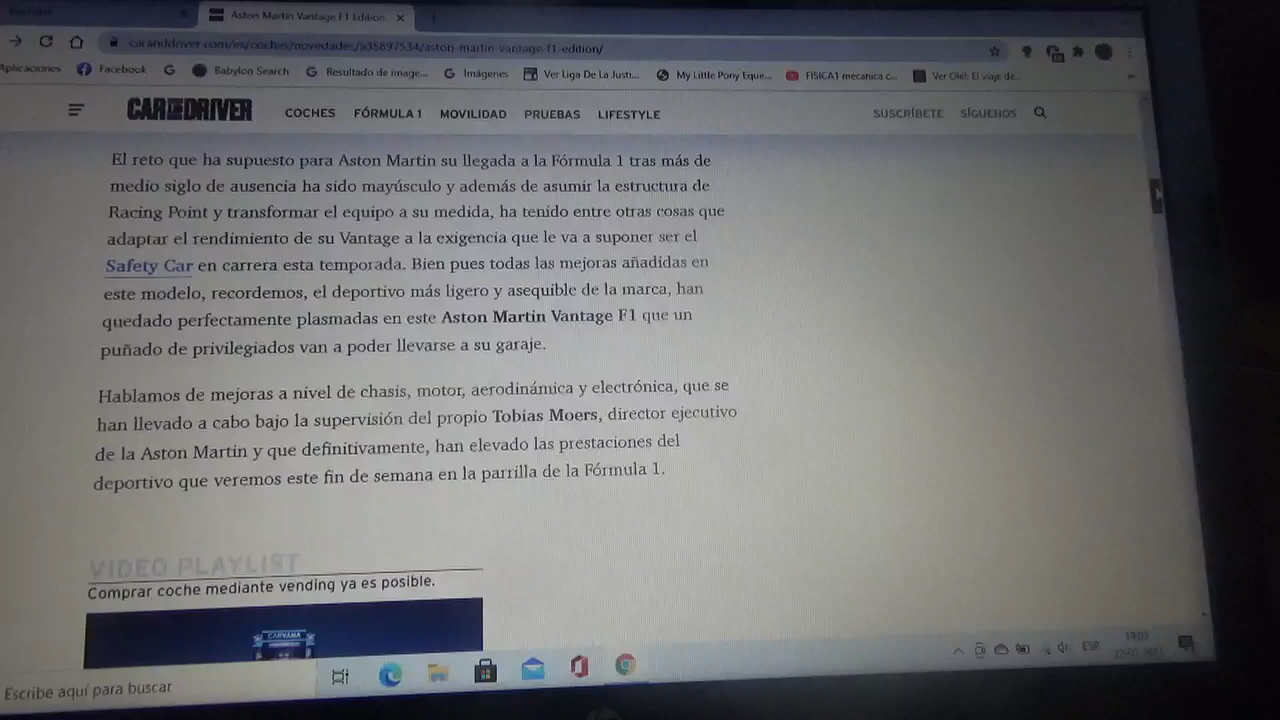 Aston Martin Vantage F1 Edition
caranddriver.com/es/coches/novedades/a35897534/aston-martin-vantage-f1-edition/
Aplicaciones Facebook G Babylon Search Resultado de image... Imágenes Ver Liga De La Justi... My Little Pony Eque... FISICA1 mecanica c... Ver Olé! El viaje de...
CAR AND DRIVER COCHES FÓRMULA 1 MOVILIDAD PRUEBAS LIFESTYLE SUSCRÍBETE SÍGUENOS
El reto que ha supuesto para Aston Martin su llegada a la Fórmula 1 tras más de
medio siglo de ausencia ha sido mayúsculo y además de asumir la estructura de
Racing Point y transformar el equipo a su medida, ha tenido entre otras cosas que
adaptar el rendimiento de su Vantage a la exigencia que le va a suponer ser el
Safety Car en carrera esta temporada. Bien pues todas las mejoras añadidas en
este modelo, recordemos, el deportivo más ligero y asequible de la marca, han
quedado perfectamente plasmadas en este Aston Martin Vantage F1 que un
puñado de privilegiados van a poder llevarse a su garaje.
Hablamos de mejoras a nivel de chasis, motor, aerodinámica y electrónica, que se
han llevado a cabo bajo la supervisión del propio Tobias Moers, director ejecutivo
de la Aston Martin y que definitivamente, han elevado las prestaciones del
deportivo que veremos este fin de semana en la parrilla de la Fórmula 1.
VIDEO PLAYLIST
Comprar coche mediante vending ya es posible.
CARVANA
Escribe aquí para buscar
ESP
19:03